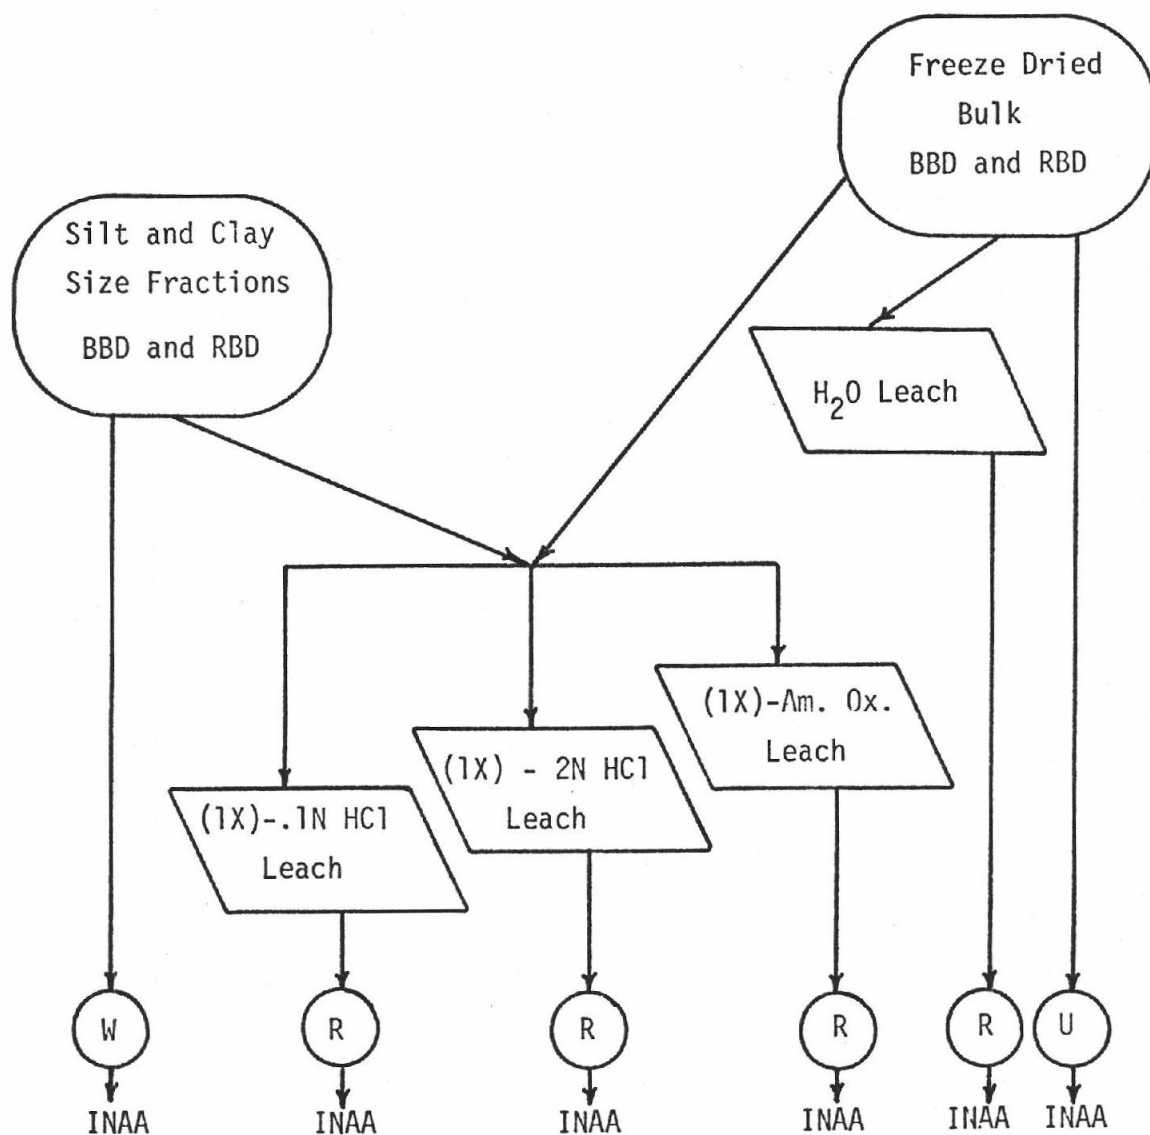 Freeze Dried
Bulk
BBD and RBD
Silt and Clay
Size Fractions
BBD and RBD
H₂O Leach
(1X)-Am. Ox.
Leach
(1X) - 2N HCl
Leach
(1X)-.1N HCl
Leach
W
R
R
R
R
U
INAA
INAA
INAA
INAA
INAA
INAA